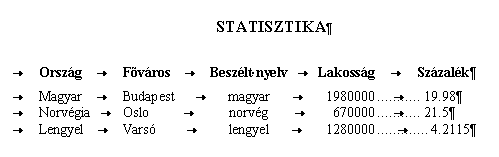 STATISZTIKA¶
→ Ország → Főváros → Beszélt·nyelv → Lakosság → Százalék¶
→ Magyar → Budapest → magyar → 1980000.....→..... 19.98¶
→ Norvégia → Oslo → norvég → 670000.....→..... 21.5¶
→ Lengyel → Varsó → lengyel → 1280000.....→..... 4.2115¶